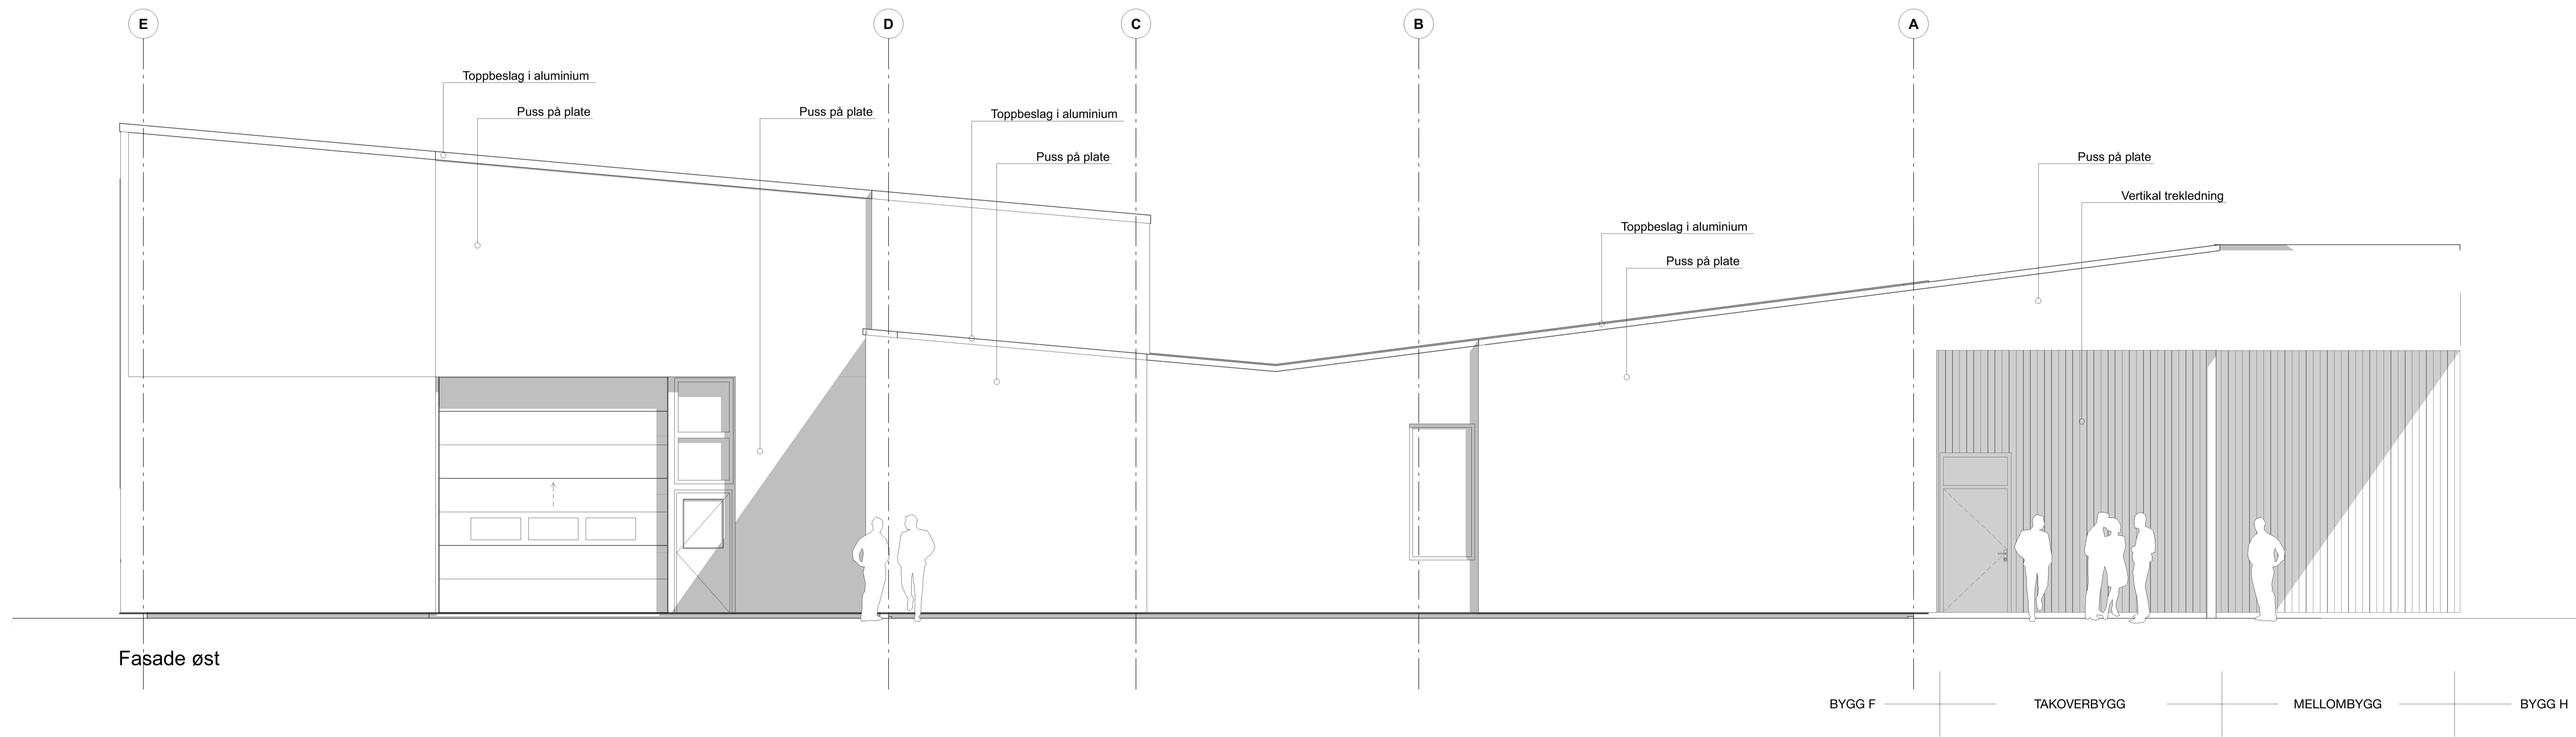 E
D
C
B
A
Toppbeslag i aluminium
Puss på plate
Puss på plate
Toppbeslag i aluminium
Puss på plate
Puss på plate
Vertikal trekledning
Toppbeslag i aluminium
Puss på plate
Fasade øst
BYGG F
TAKOVERBYGG
MELLOMBYGG
BYGG H